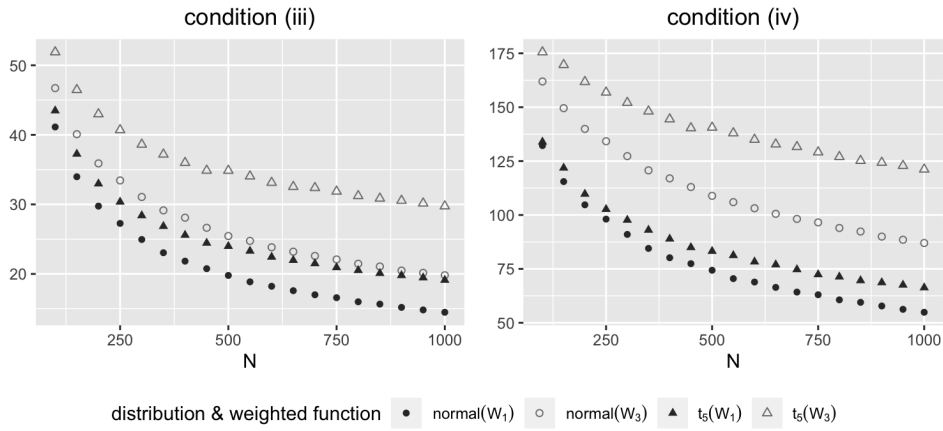 condition (iii)
condition (iv)
50
40
30
20
250
500
750
1000
N
175
150
125
100
75
50
250
500
750
1000
N
distribution & weighted function
normal(W₁)
normal(W₃)
t₅(W₁)
t₅(W₃)